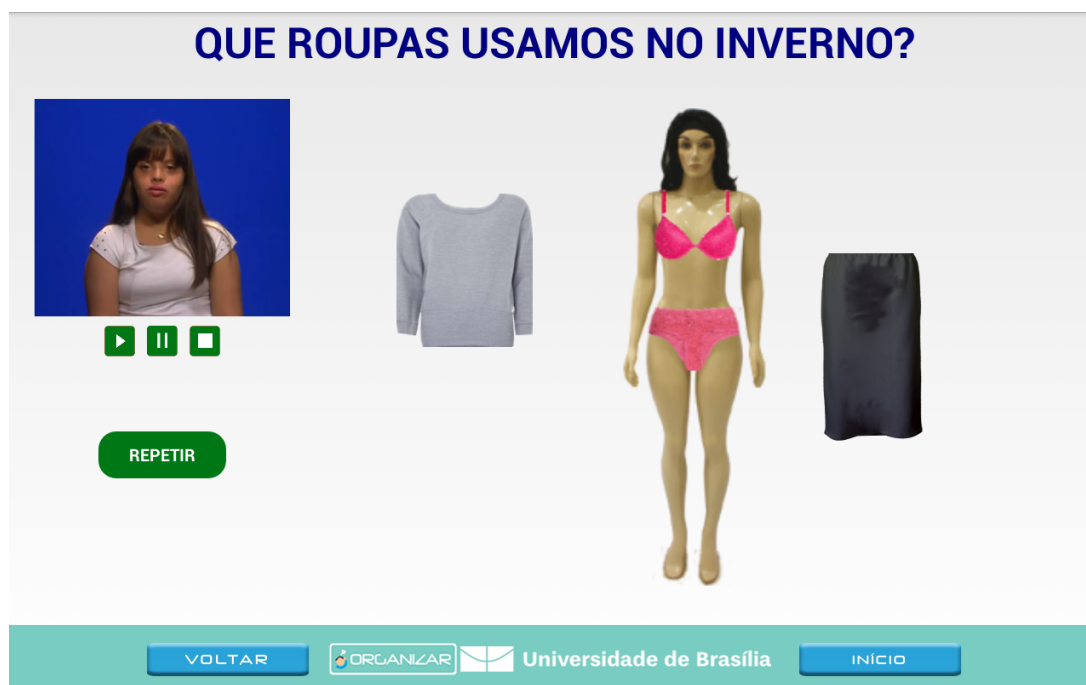 QUE ROUPAS USAMOS NO INVERNO?
REPETIR
VOLTAR
ORGANIZAR
Universidade de Brasília
INÍCIO